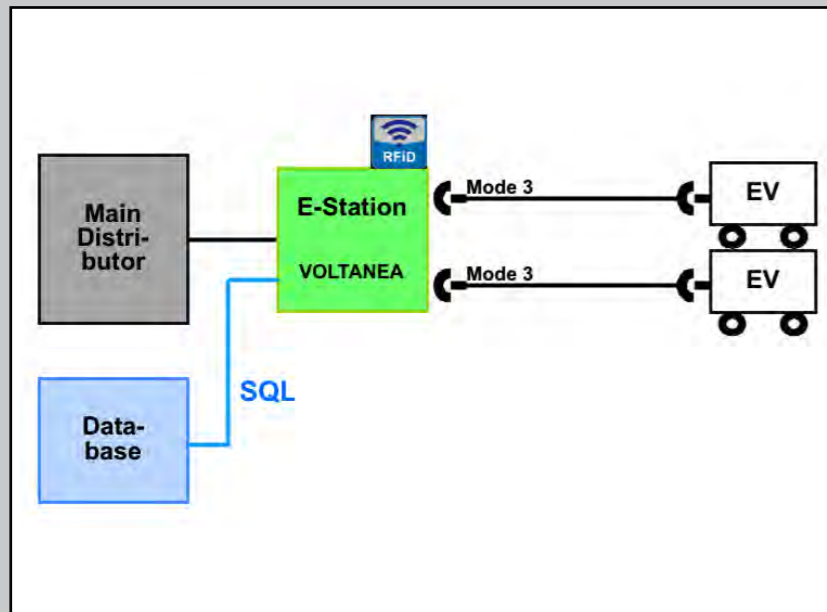 RFiD
Main
Distri-
butor
E-Station
VOLTANEA
Mode 3
EV
Mode 3
EV
SQL
Data-
base